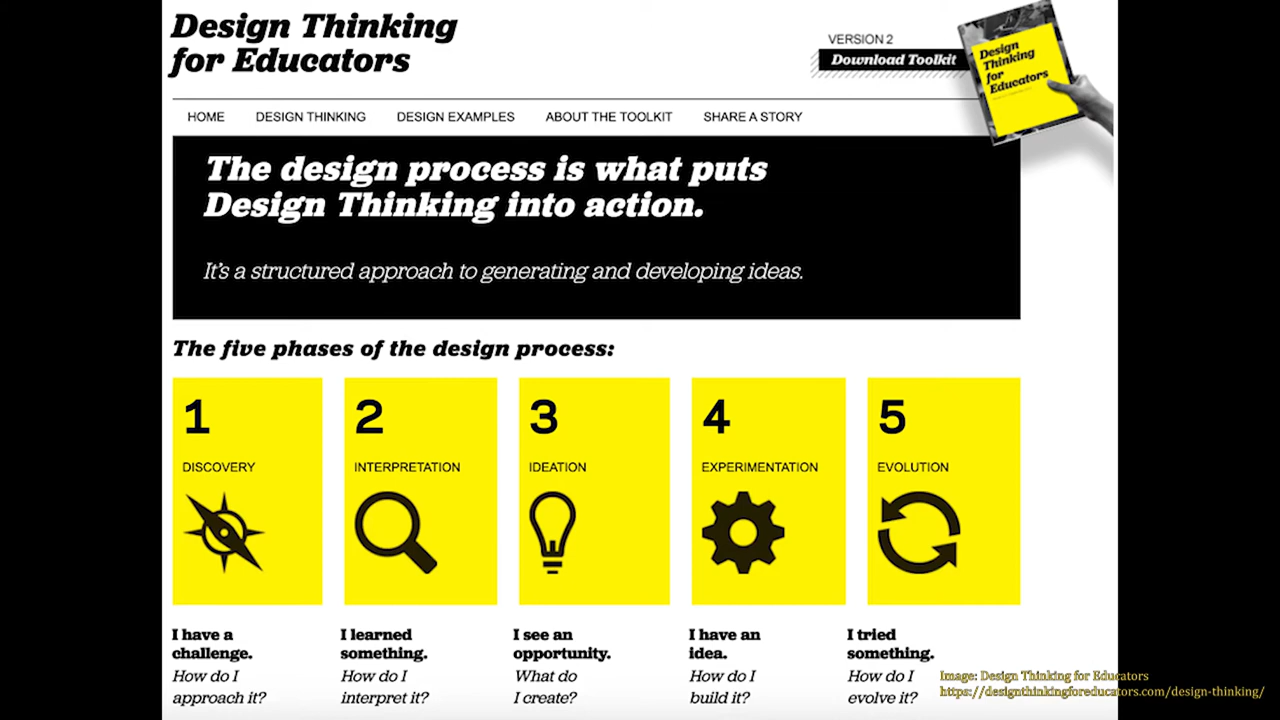 Design Thinking
for Educators
VERSION 2
Download Toolkit
Design
Thinking
for
Educators
HOME DESIGN THINKING DESIGN EXAMPLES ABOUT THE TOOLKIT SHARE A STORY
The design process is what puts
Design Thinking into action.
It's a structured approach to generating and developing ideas.
The five phases of the design process:
1
DISCOVERY
2
INTERPRETATION
3
IDEATION
4
EXPERIMENTATION
5
EVOLUTION
I have a
challenge.
How do I
approach it?
I learned
something.
How do I
interpret it?
I see an
opportunity.
What do
I create?
I have an
idea.
How do I
build it?
I tried
something.
How do I
evolve it?
Image: Design Thinking for Educators
https://designthinkingforeducators.com/design-thinking/